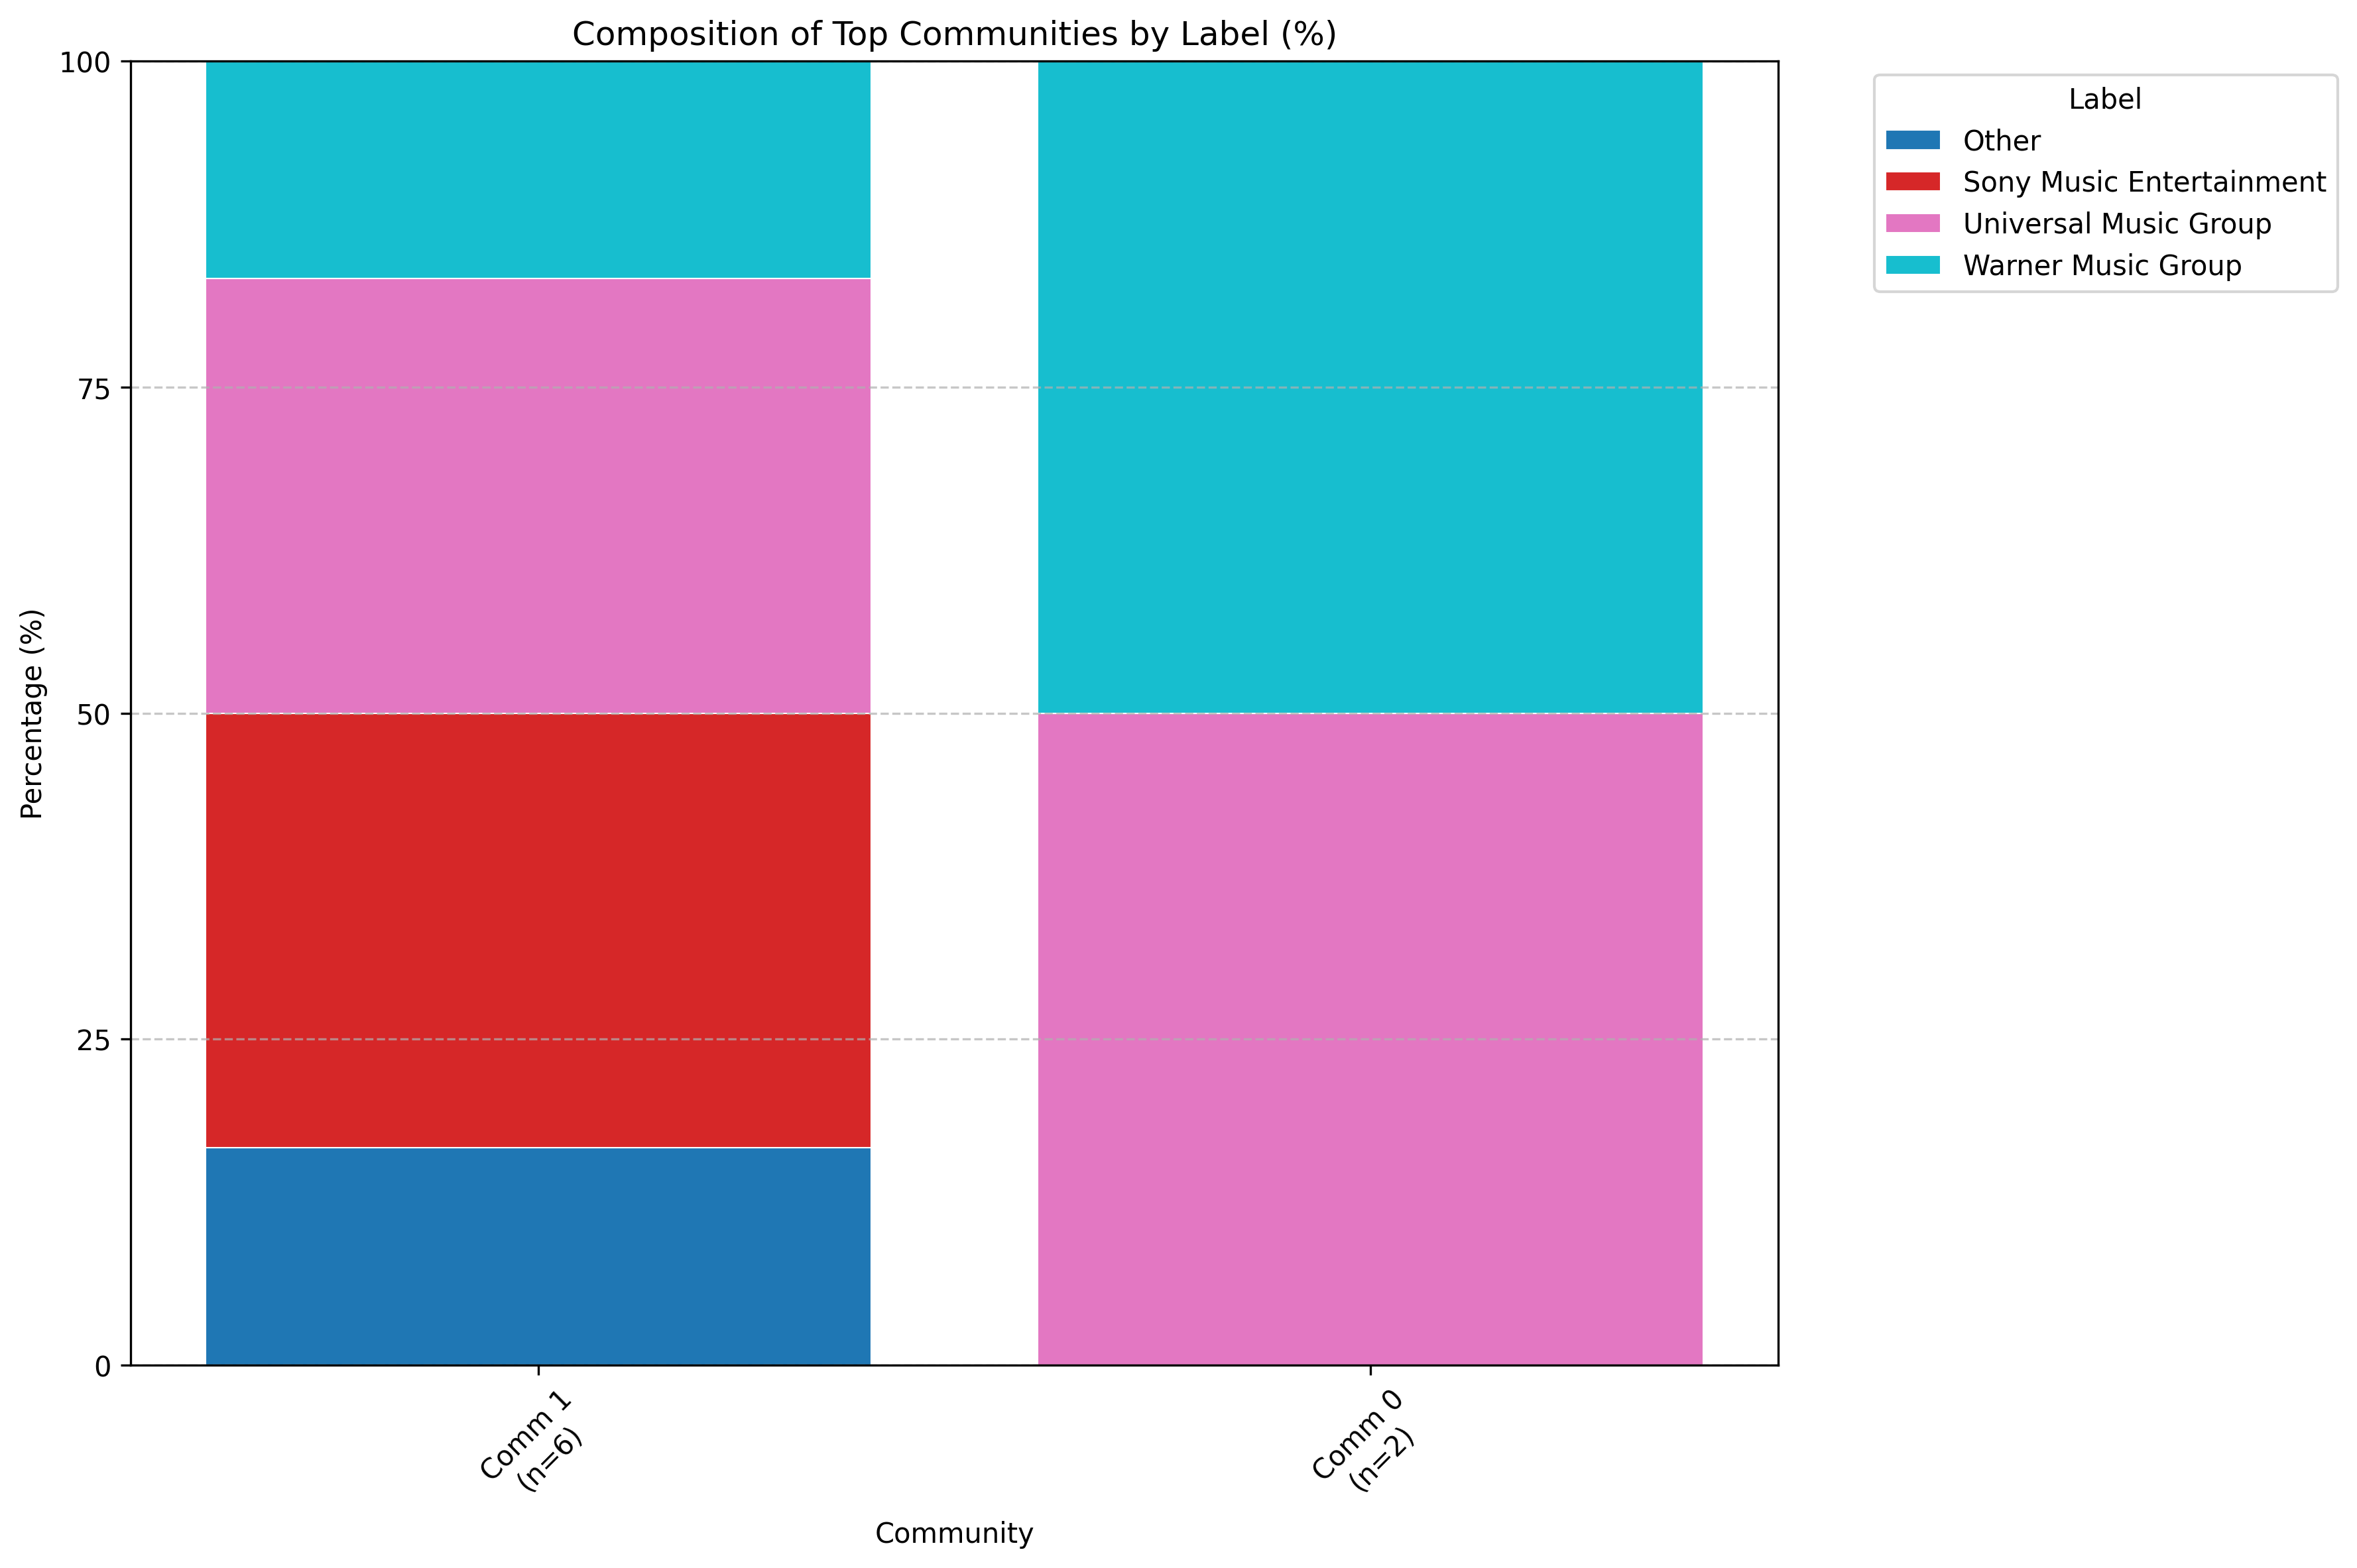 Composition of Top Communities by Label (%)
Label
Other
Sony Music Entertainment
Universal Music Group
Warner Music Group
Percentage (%)
100
75
50
25
0
Comm 1
(n=6)
Comm 0
(n=2)
Community